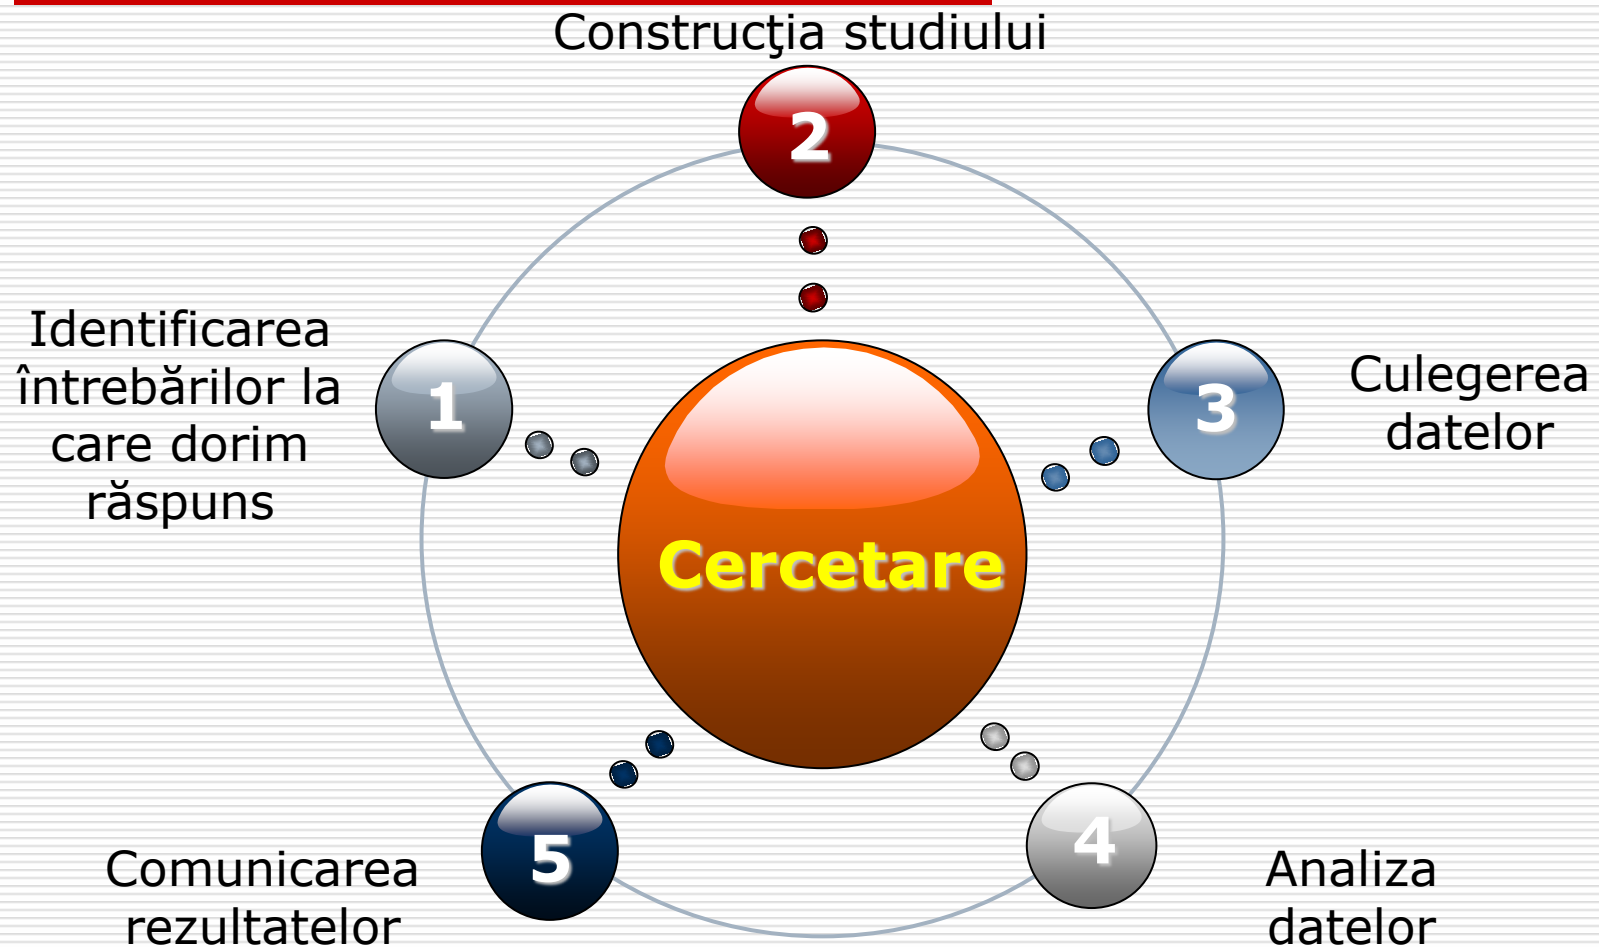 Construcţia studiului
2
Identificarea
întrebărilor la
care dorim
răspuns
1
3
Culegerea
datelor
Cercetare
5
4
Comunicarea
rezultatelor
Analiza
datelor